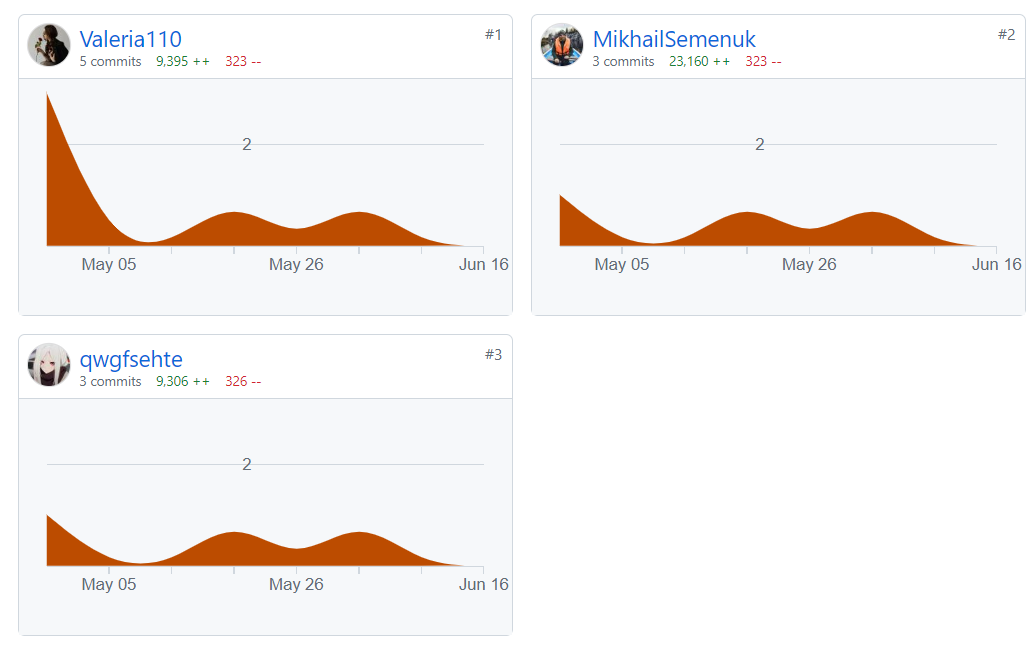 Valeria110 #1
5 commits 9,395 ++ 323 --
2
May 05 May 26 Jun 16
MikhailSemenuk #2
3 commits 23,160 ++ 323 --
2
May 05 May 26 Jun 16
qwgfsehte #3
3 commits 9,306 ++ 326 --
2
May 05 May 26 Jun 16